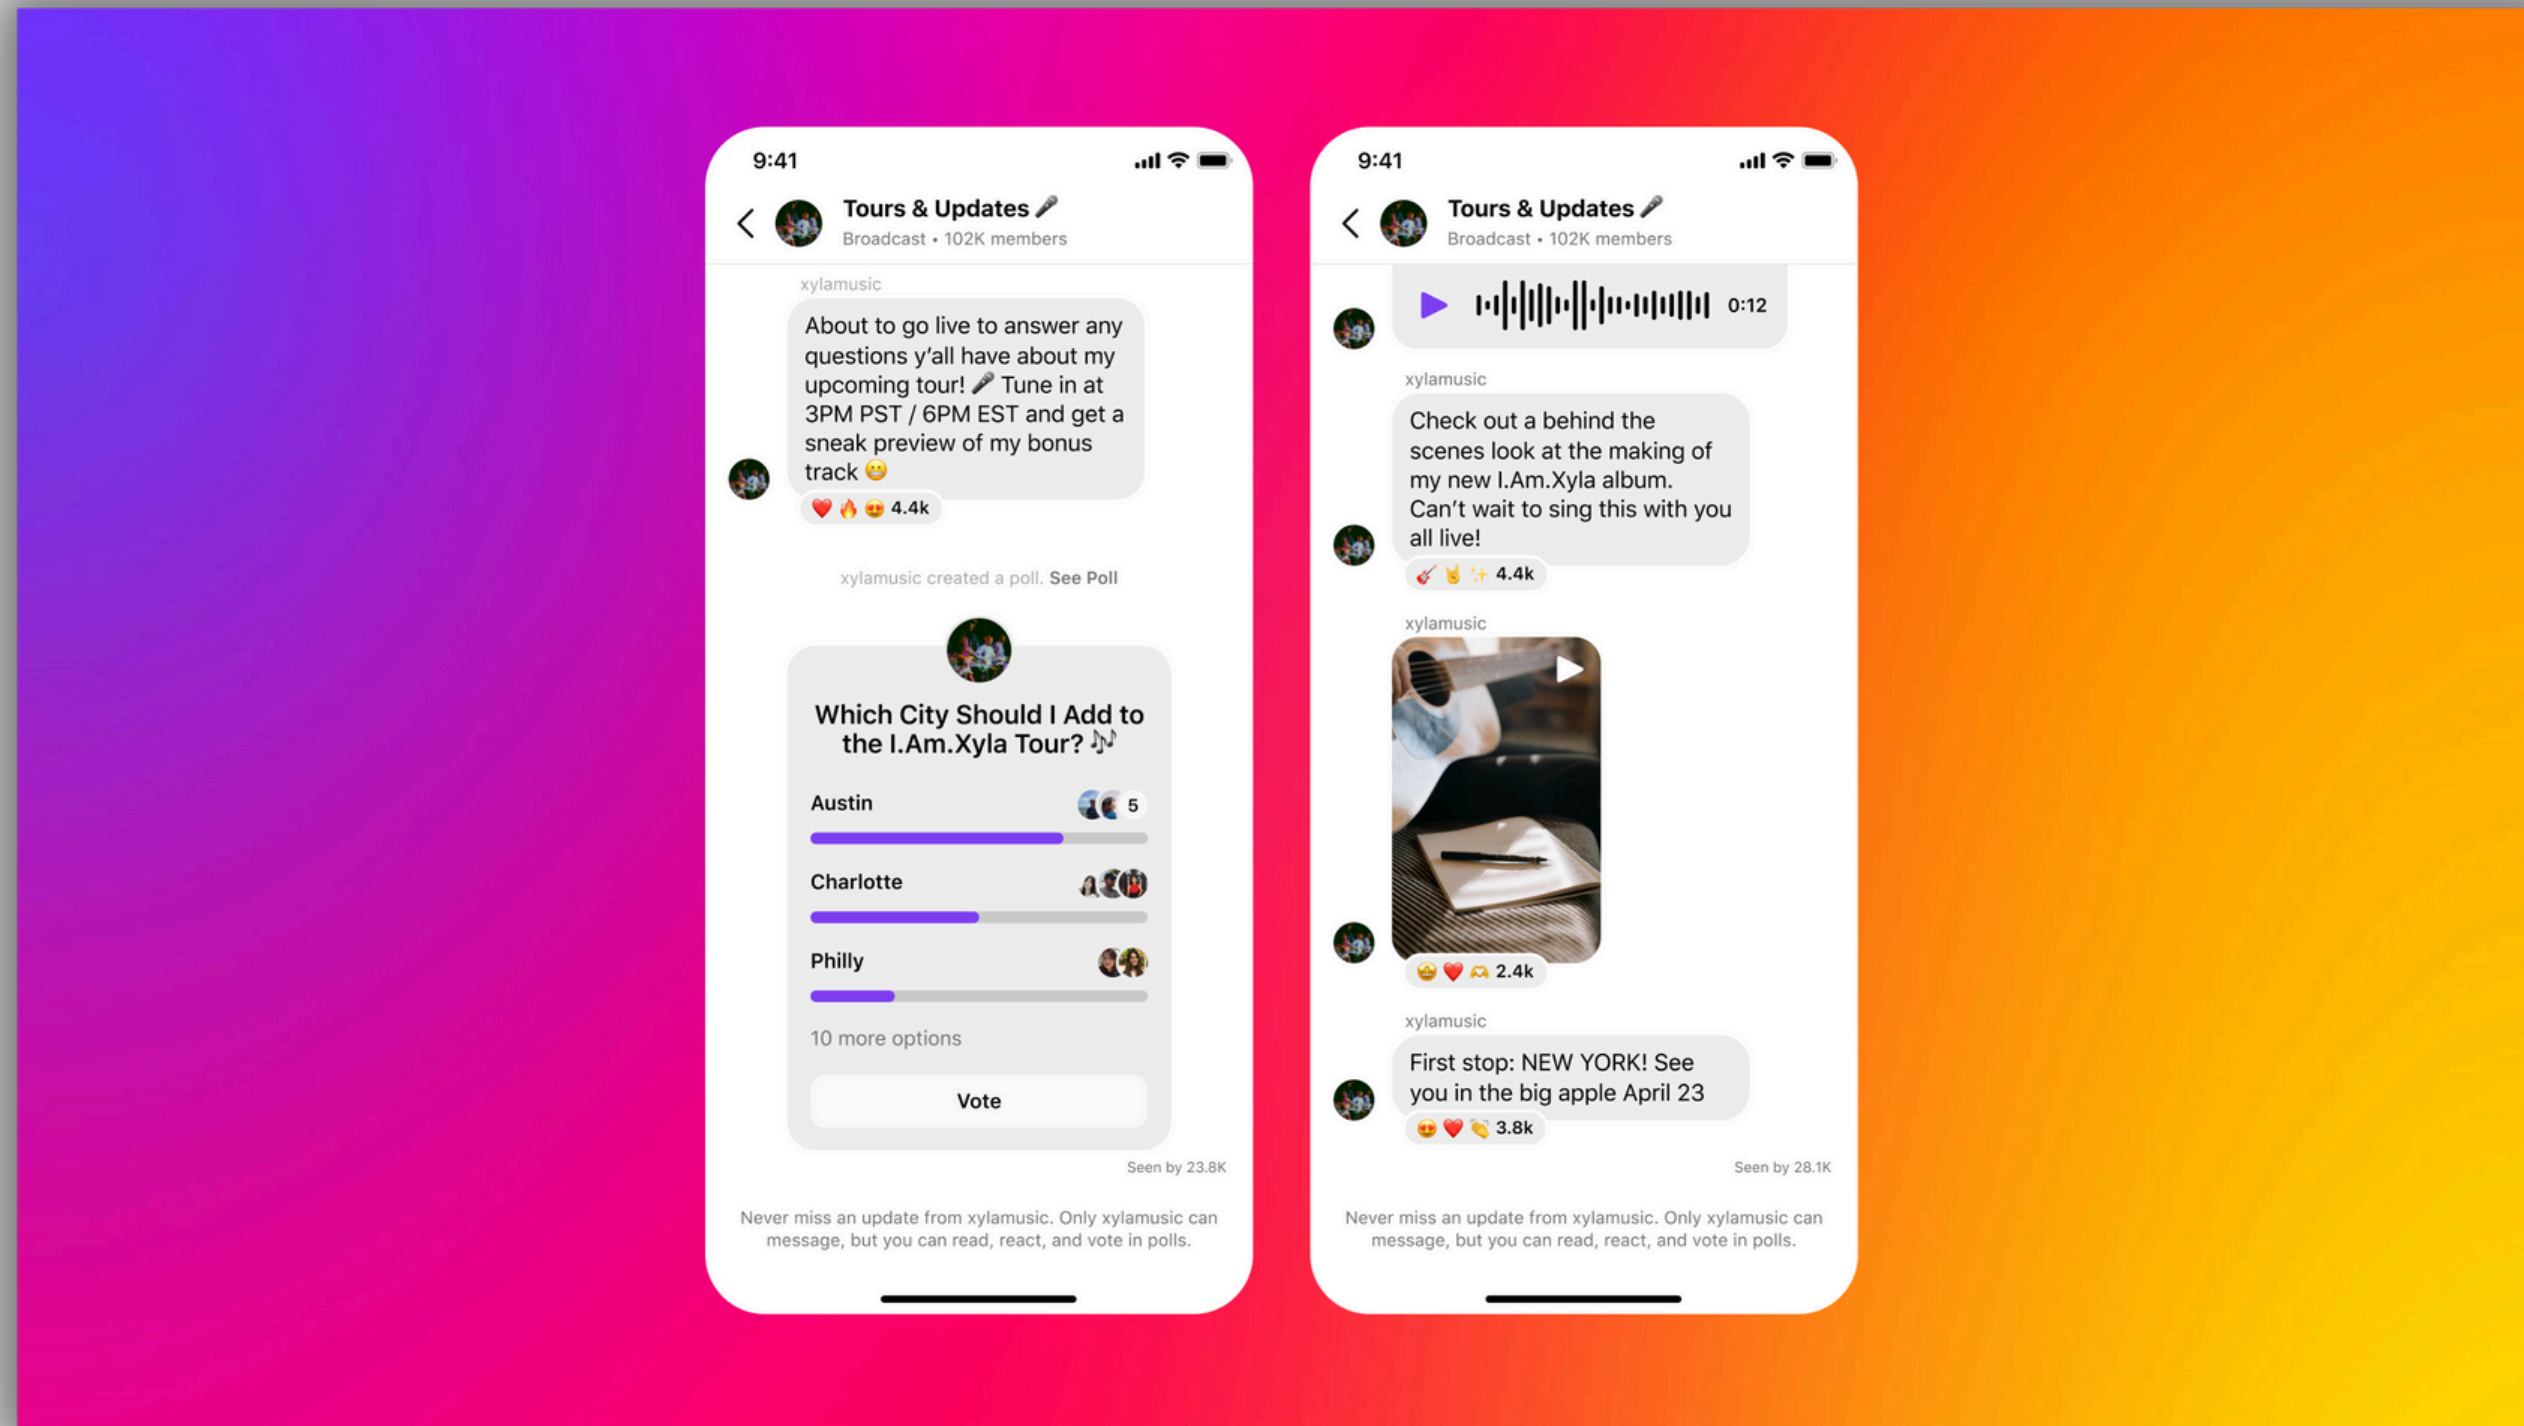 9:41
Tours & Updates 🎤
Broadcast • 102K members
xylamusic
About to go live to answer any
questions y'all have about my
upcoming tour! 🎤 Tune in at
3PM PST / 6PM EST and get a
sneak preview of my bonus
track 😬
❤️ 🔥 😍 4.4k
xylamusic created a poll. See Poll
Which City Should I Add to
the I.Am.Xyla Tour? 🎶
Austin 5
Charlotte
Philly
10 more options
Vote
Seen by 23.8K
Never miss an update from xylamusic. Only xylamusic can
message, but you can read, react, and vote in polls.
9:41
Tours & Updates 🎤
Broadcast • 102K members
0:12
xylamusic
Check out a behind the
scenes look at the making of
my new I.Am.Xyla album.
Can't wait to sing this with you
all live!
🎸 🤘 ✨ 4.4k
xylamusic
🤩 ❤️ 🫶 2.4k
xylamusic
First stop: NEW YORK! See
you in the big apple April 23
😍 ❤️ 👏 3.8k
Seen by 28.1K
Never miss an update from xylamusic. Only xylamusic can
message, but you can read, react, and vote in polls.